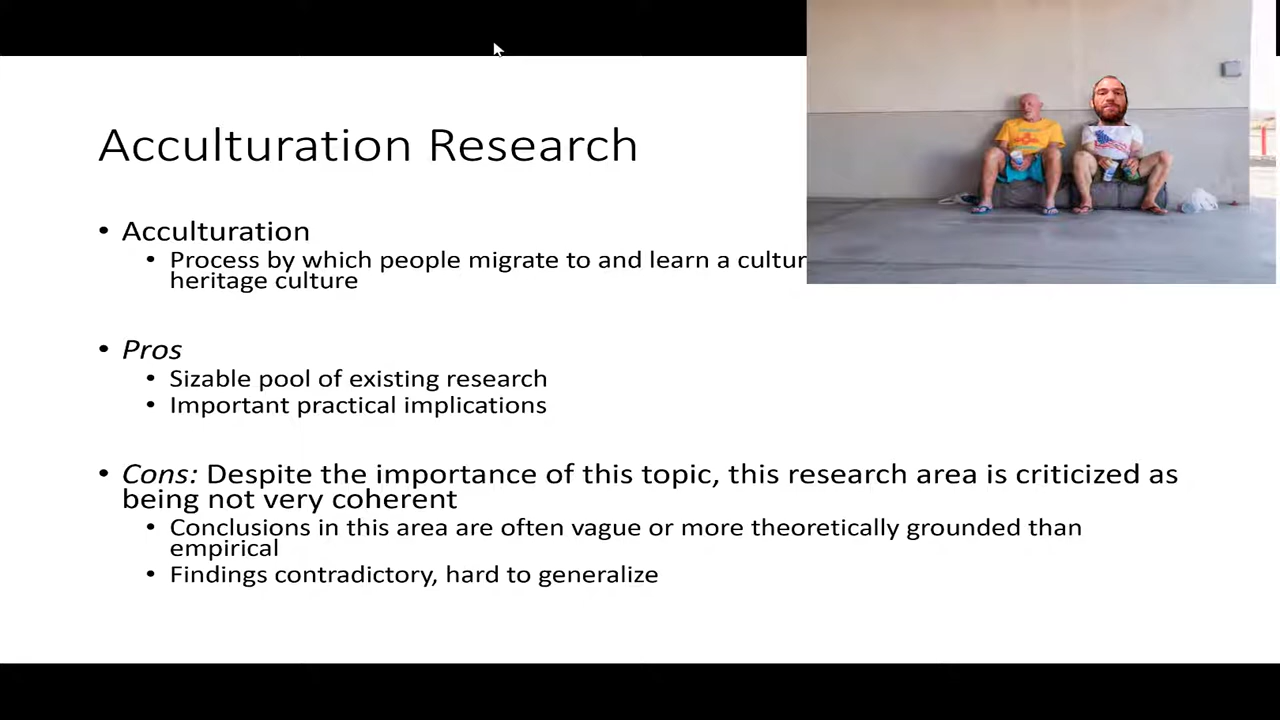 Acculturation Research
• Acculturation
• Process by which people migrate to and learn a
heritage culture
• Pros
• Sizable pool of existing research
• Important practical implications
• Cons: Despite the importance of this topic, this research area is criticized as
being not very coherent
• Conclusions in this area are often vague or more theoretically grounded than
empirical
• Findings contradictory, hard to generalize